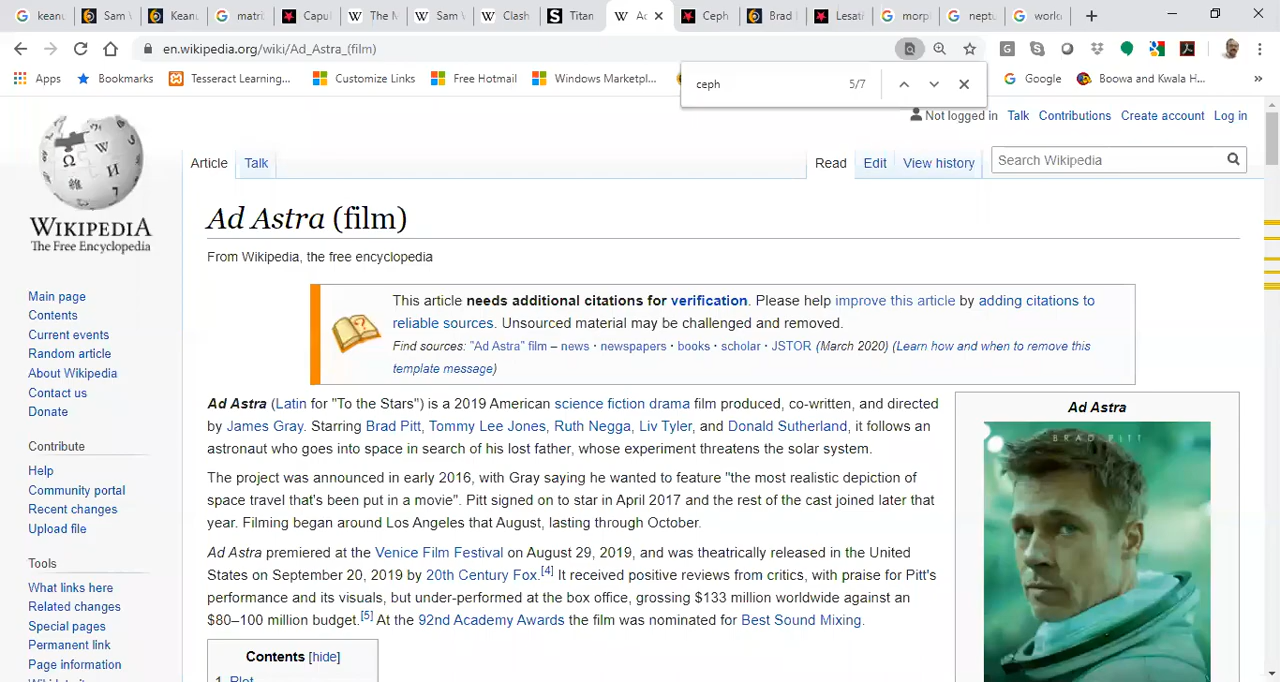 keanu
Sam W
Keanu
matri
Capul
The M
Sam W
Clash
Titan
Ad
Ceph
Brad
Lesat
morp
neptu
world
en.wikipedia.org/wiki/Ad_Astra_(film)
Apps Bookmarks Tesseract Learning... Customize Links Free Hotmail Windows Marketpl... Google Boowa and Kwala H... »
ceph 5/7
Not logged in Talk Contributions Create account Log in
Article Talk Read Edit View history Search Wikipedia
WIKIPEDIA
The Free Encyclopedia
Main page
Contents
Current events
Random article
About Wikipedia
Contact us
Donate
Contribute
Help
Community portal
Recent changes
Upload file
Tools
What links here
Related changes
Special pages
Permanent link
Page information
Ad Astra (film)
From Wikipedia, the free encyclopedia
This article needs additional citations for verification. Please help improve this article by adding citations to
reliable sources. Unsourced material may be challenged and removed.
Find sources: "Ad Astra" film – news · newspapers · books · scholar · JSTOR (March 2020) (Learn how and when to remove this
template message)
Ad Astra (Latin for "To the Stars") is a 2019 American science fiction drama film produced, co-written, and directed
by James Gray. Starring Brad Pitt, Tommy Lee Jones, Ruth Negga, Liv Tyler, and Donald Sutherland, it follows an
astronaut who goes into space in search of his lost father, whose experiment threatens the solar system.
The project was announced in early 2016, with Gray saying he wanted to feature "the most realistic depiction of
space travel that's been put in a movie". Pitt signed on to star in April 2017 and the rest of the cast joined later that
year. Filming began around Los Angeles that August, lasting through October.
Ad Astra premiered at the Venice Film Festival on August 29, 2019, and was theatrically released in the United
States on September 20, 2019 by 20th Century Fox.[4] It received positive reviews from critics, with praise for Pitt's
performance and its visuals, but under-performed at the box office, grossing $133 million worldwide against an
$80–100 million budget.[5] At the 92nd Academy Awards the film was nominated for Best Sound Mixing.
Contents [hide]
1 Plot
Ad Astra
BRAD PITT